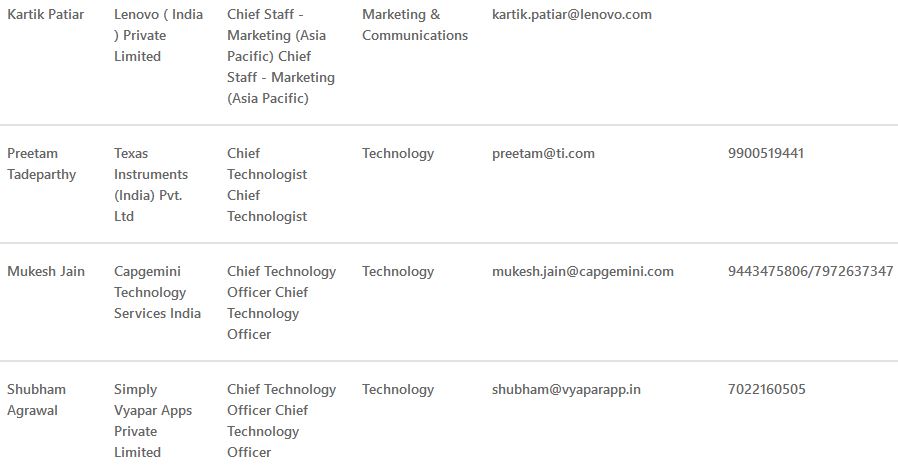 Kartik Patiar
Lenovo ( India
) Private
Limited
Chief Staff -
Marketing (Asia
Pacific) Chief
Staff - Marketing
(Asia Pacific)
Marketing &
Communications
kartik.patiar@lenovo.com
Preetam
Tadeparthy
Texas
Instruments
(India) Pvt.
Ltd
Chief
Technologist
Chief
Technologist
Technology
preetam@ti.com
9900519441
Mukesh Jain
Capgemini
Technology
Services India
Chief Technology
Officer Chief
Technology
Officer
Technology
mukesh.jain@capgemini.com
9443475806/7972637347
Shubham
Agrawal
Simply
Vyapar Apps
Private
Limited
Chief Technology
Officer Chief
Technology
Officer
Technology
shubham@vyaparapp.in
7022160505